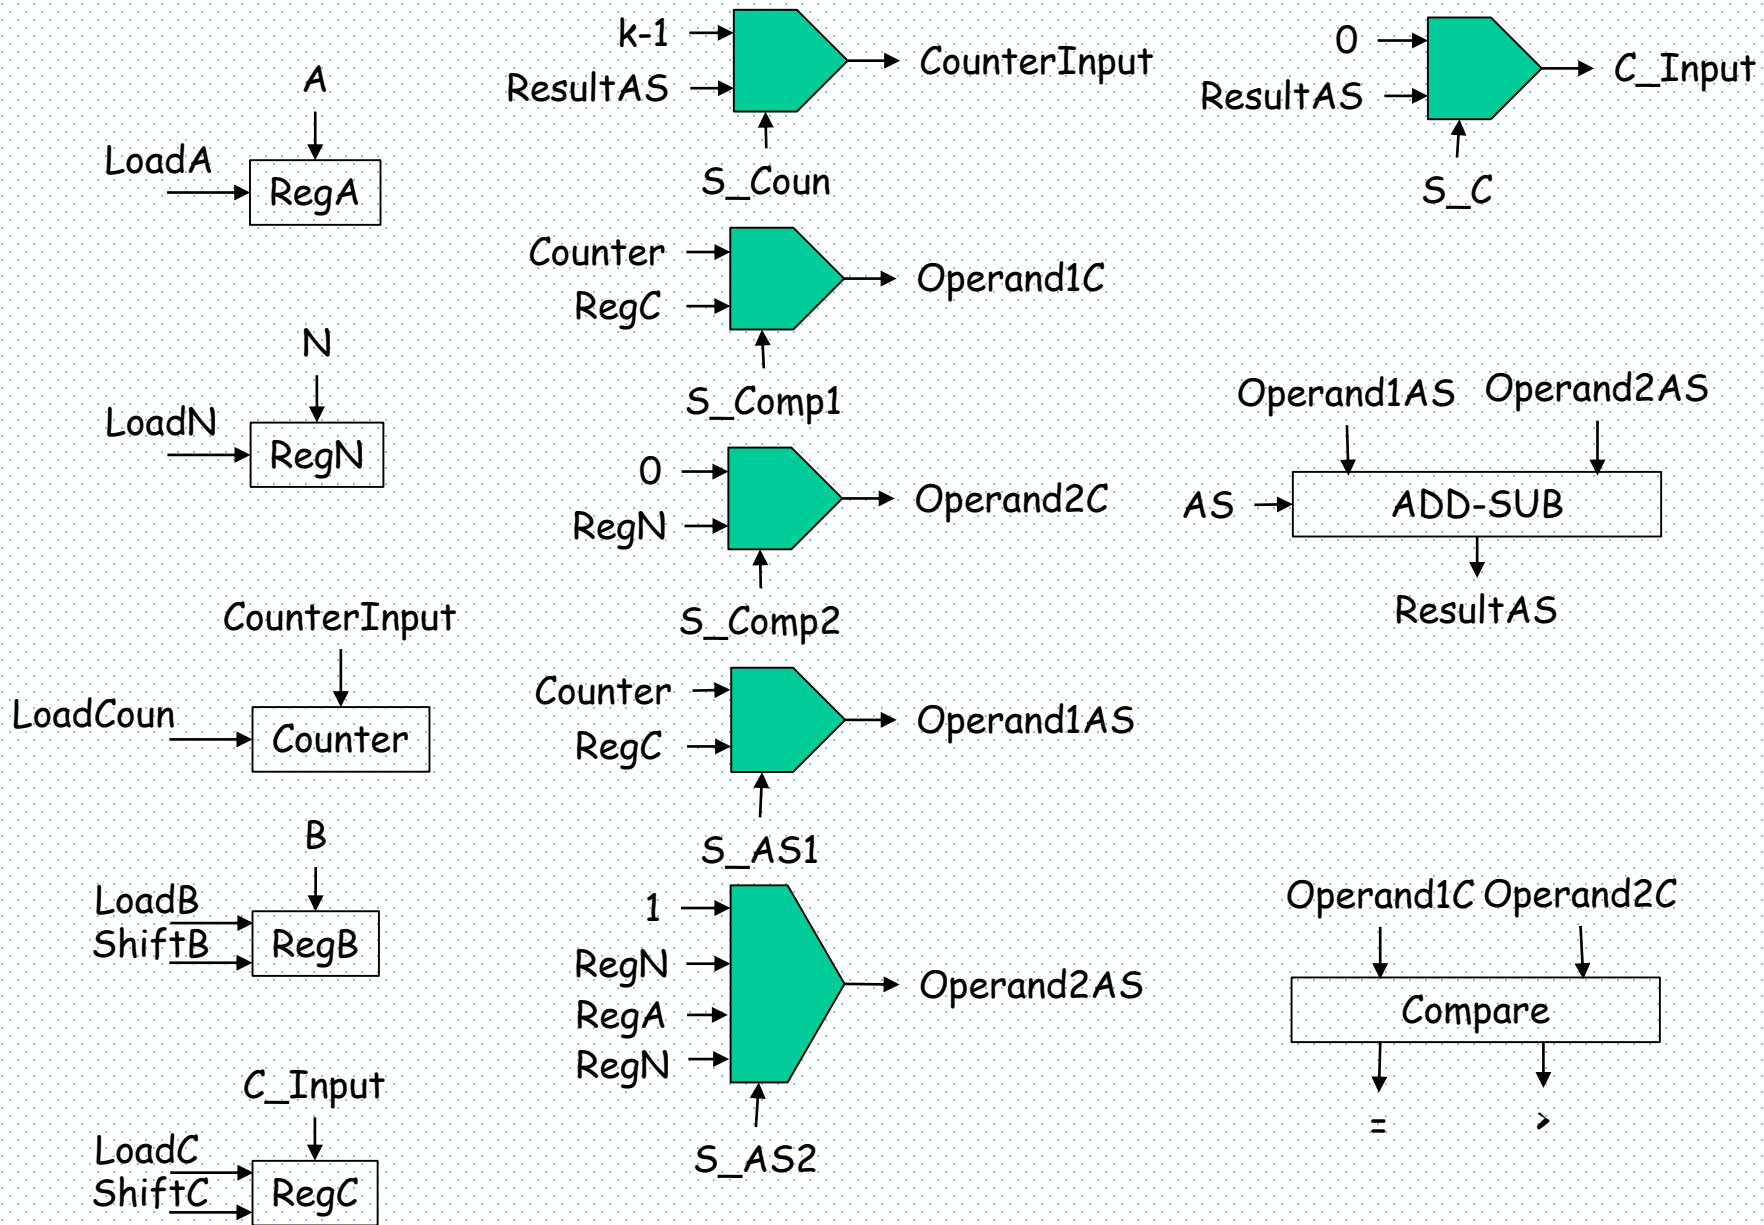 A
LoadA
RegA
N
LoadN
RegN
CounterInput
LoadCoun
Counter
B
LoadB
ShiftB
RegB
C_Input
LoadC
ShiftC
RegC
k-1
ResultAS
CounterInput
S_Coun
Counter
RegC
Operand1C
S_Comp1
0
RegN
Operand2C
S_Comp2
Counter
RegC
Operand1AS
S_AS1
1
RegN
RegA
RegN
Operand2AS
S_AS2
0
ResultAS
C_Input
S_C
Operand1AS Operand2AS
AS
ADD-SUB
ResultAS
Operand1C Operand2C
Compare
= >